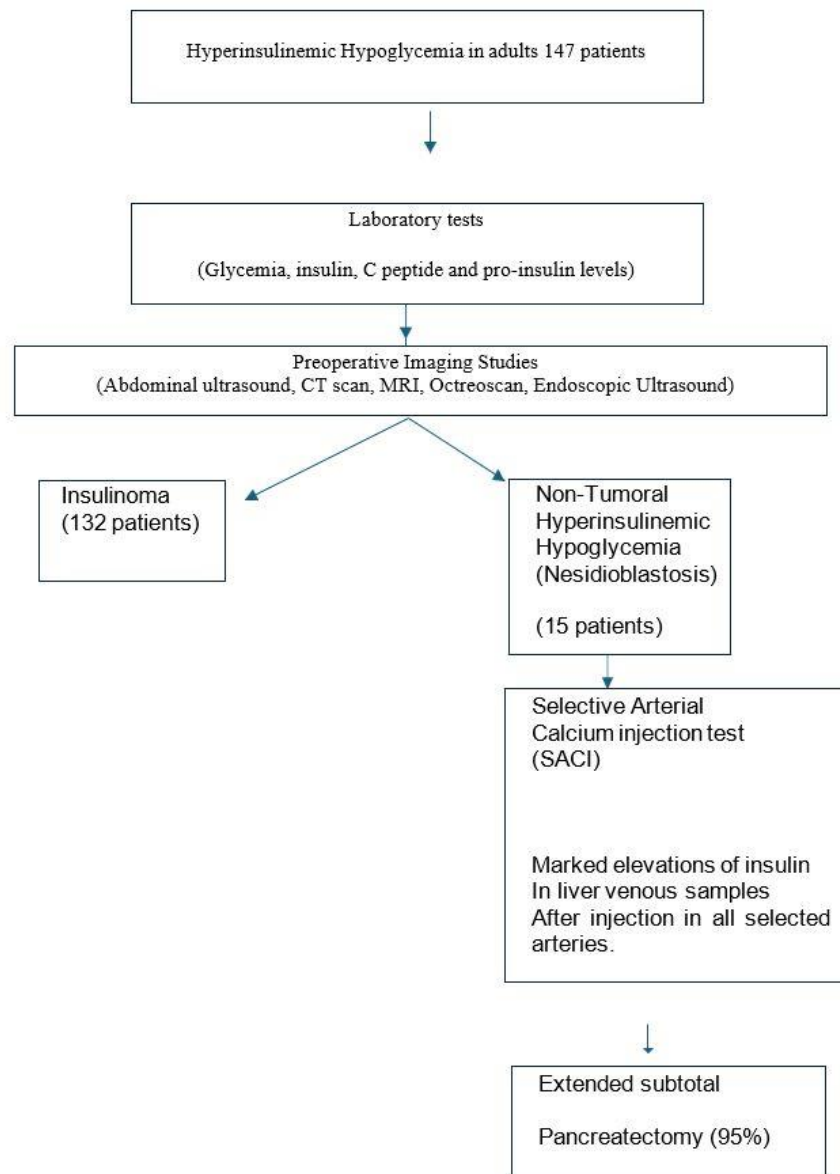 Hyperinsulinemic Hypoglycemia in adults 147 patients
Laboratory tests
(Glycemia, insulin, C peptide and pro-insulin levels)
Preoperative Imaging Studies
(Abdominal ultrasound, CT scan, MRI, Octreoscan, Endoscopic Ultrasound)
Insulinoma
(132 patients)
Non-Tumoral
Hyperinsulinemic
Hypoglycemia
(Nesidioblastosis)
(15 patients)
Selective Arterial
Calcium injection test
(SACI)
Marked elevations of insulin
In liver venous samples
After injection in all selected
arteries.
Extended subtotal
Pancreatectomy (95%)